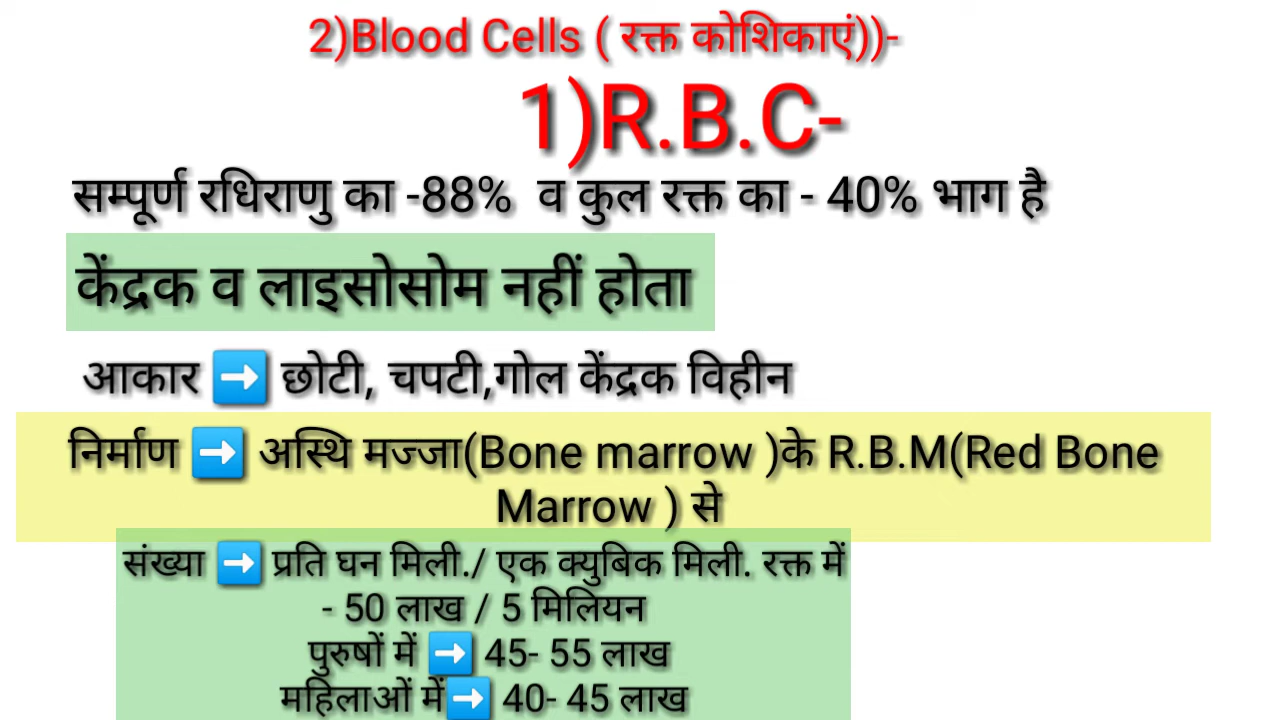 2)Blood Cells ( रक्त कोशिकाएं))-
1)R.B.C-
सम्पूर्ण रधिराणु का -88% व कुल रक्त का - 40% भाग है
केंद्रक व लाइसोसोम नहीं होता
आकार ➡️ छोटी, चपटी,गोल केंद्रक विहीन
निर्माण ➡️ अस्थि मज्जा(Bone marrow )के R.B.M(Red Bone
Marrow ) से
संख्या ➡️ प्रति घन मिली./ एक क्युबिक मिली. रक्त में
- 50 लाख / 5 मिलियन
पुरुषों में ➡️ 45- 55 लाख
महिलाओं में➡️ 40- 45 लाख